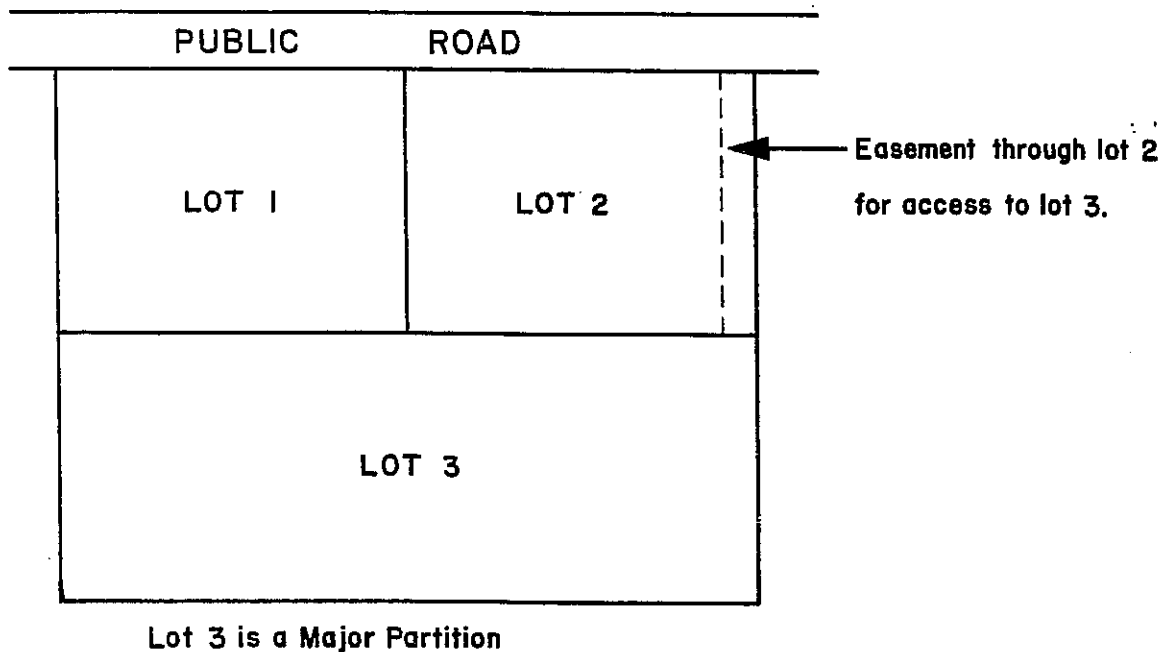 PUBLIC ROAD
Easement through lot 2
for access to lot 3.
LOT 1
LOT 2
LOT 3
Lot 3 is a Major Partition